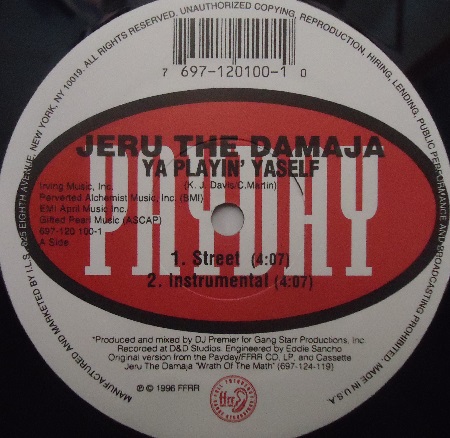 MANUFACTURED AND MARKETED BY I.L.S. 825 EIGHTH AVENUE, NEW YORK, NY 10019. ALL RIGHTS RESERVED. UNAUTHORIZED COPYING, REPRODUCTION, HIRING, LENDING, PUBLIC PERFORMANCE AND BROADCASTING PROHIBITED. MADE IN U.S.A.
7 697-120100-1 0
JERU THE DAMAJA
YA PLAYIN' YASELF
(K. J. Davis/C.Martin)
Irving Music, Inc.
Perverted Alchemist Music, Inc. (BMI)
EMI April Music, Inc.
Gifted Pearl Music (ASCAP)
697-120 100-1
A Side
PAYDAY
1. Street (4:07)
2. Instrumental (4:07)
*Produced and mixed by DJ Premier for Gang Starr Productions, Inc.
Recorded at D&D Studios. Engineered by Eddie Sancho
Original version from the Payday/FFRR CD, LP, and Cassette
Jeru The Damaja "Wrath Of The Math" (697-124-119)
℗ © 1996 FFRR
ffrr